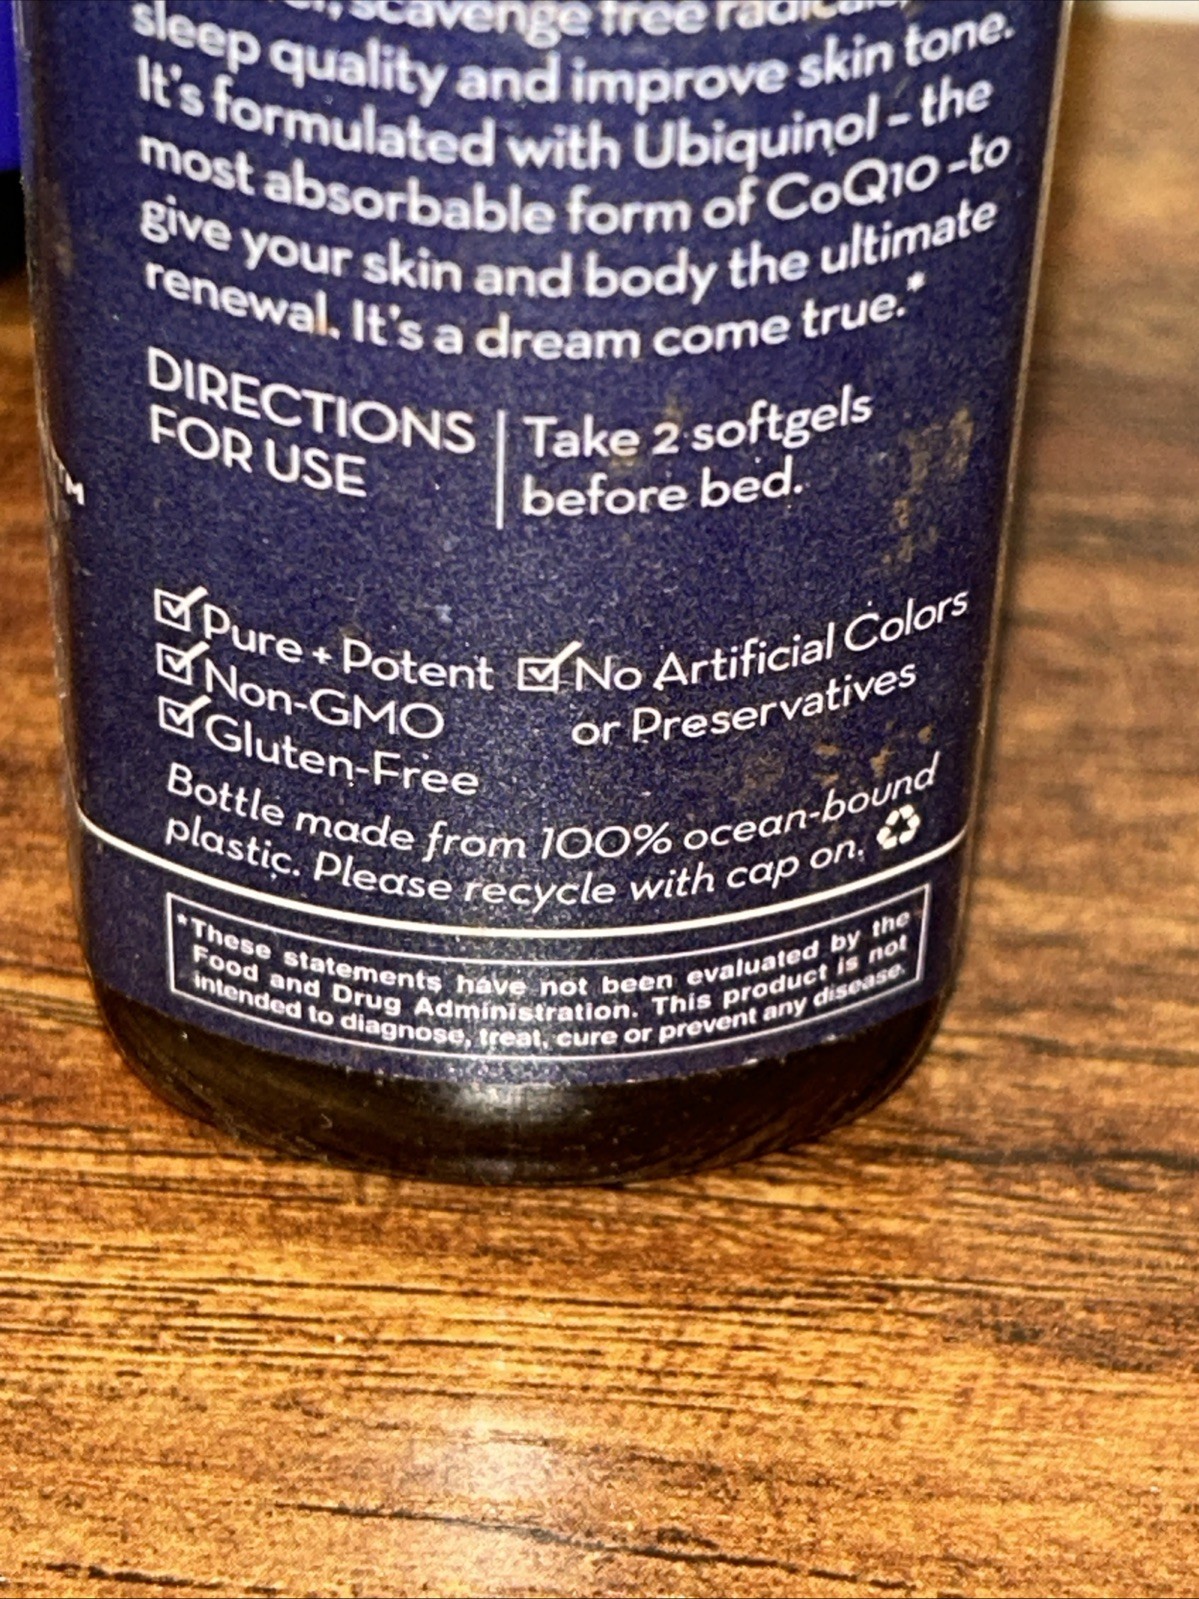 scavenge free radicals,
sleep quality and improve skin tone.
It's formulated with Ubiquinol – the
most absorbable form of CoQ10 – to
give your skin and body the ultimate
renewal. It's a dream come true.*
DIRECTIONS
FOR USE
Take 2 softgels
before bed.
TM
Pure + Potent
Non-GMO
Gluten-Free
No Artificial Colors
or Preservatives
Bottle made from 100% ocean-bound
plastic. Please recycle with cap on.
*These statements have not been evaluated by the
Food and Drug Administration. This product is not
intended to diagnose, treat, cure or prevent any disease.